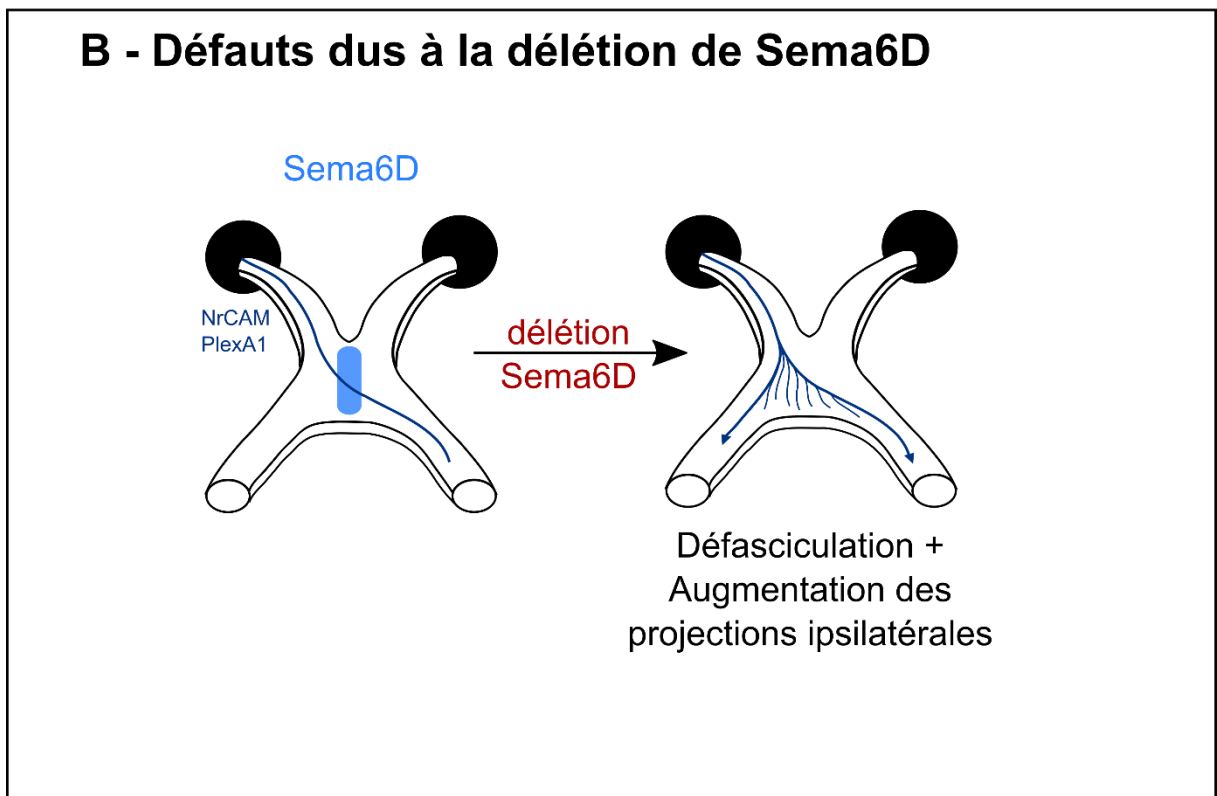 B - Défauts dus à la délétion de Sema6D
Sema6D
NrCAM
PlexA1
délétion
Sema6D
Défasciculation +
Augmentation des
projections ipsilatérales